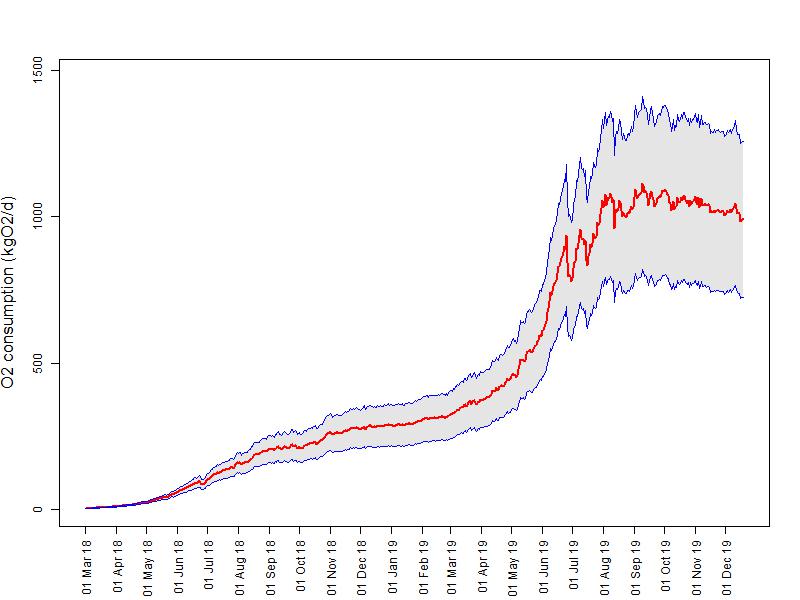 O2 consumption (kgO2/d)
1500
1000
500
0
01 Mar 18
01 Apr 18
01 May 18
01 Jun 18
01 Jul 18
01 Aug 18
01 Sep 18
01 Oct 18
01 Nov 18
01 Dec 18
01 Jan 19
01 Feb 19
01 Mar 19
01 Apr 19
01 May 19
01 Jun 19
01 Jul 19
01 Aug 19
01 Sep 19
01 Oct 19
01 Nov 19
01 Dec 19